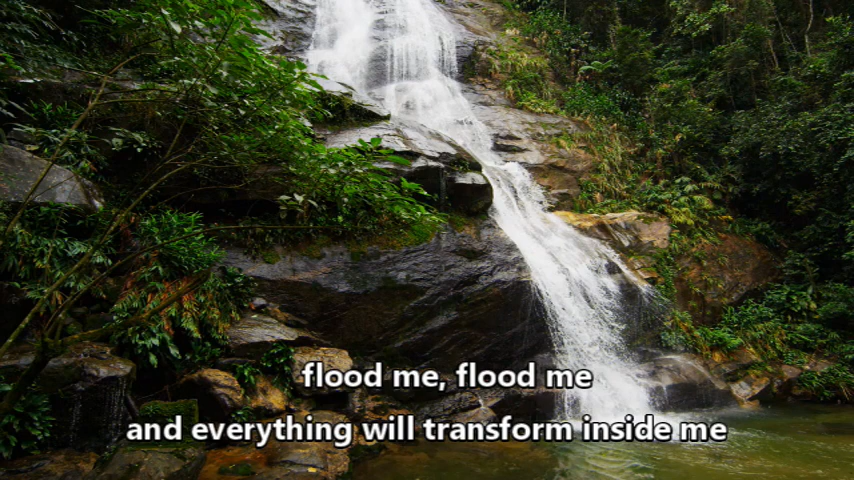 flood me, flood me
and everything will transform inside me